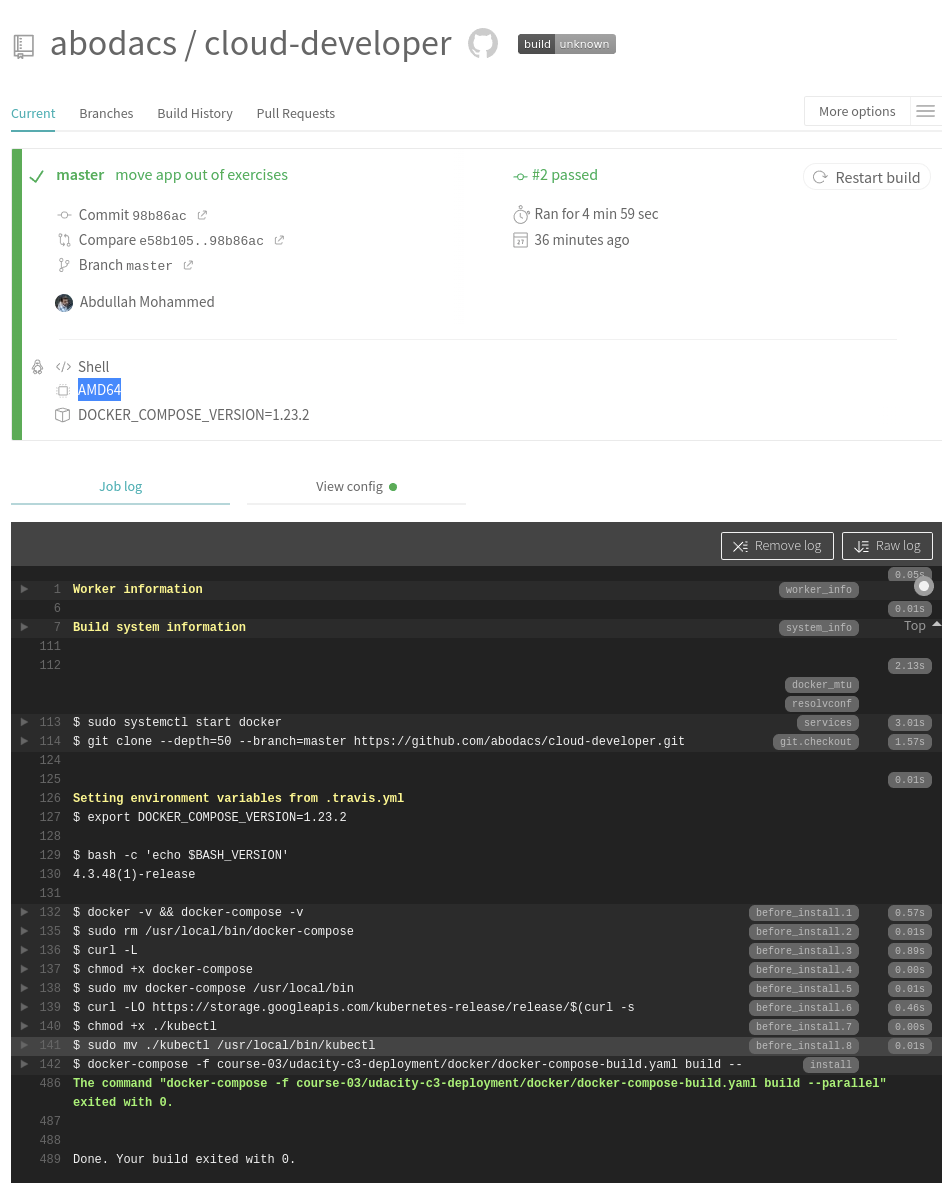 abodacs / cloud-developer build unknown
Current Branches Build History Pull Requests More options
master move app out of exercises #2 passed Restart build
Commit 98b86ac Ran for 4 min 59 sec
Compare e58b105..98b86ac 36 minutes ago
Branch master
Abdullah Mohammed
</> Shell
AMD64
DOCKER_COMPOSE_VERSION=1.23.2
Job log View config
Remove log Raw log
0.05s
1 Worker information worker_info
6 0.01s
7 Build system information system_info Top
111
112 2.13s
docker_mtu
resolvconf
113 $ sudo systemctl start docker services 3.01s
114 $ git clone --depth=50 --branch=master https://github.com/abodacs/cloud-developer.git git.checkout 1.57s
124
125 0.01s
126 Setting environment variables from .travis.yml
127 $ export DOCKER_COMPOSE_VERSION=1.23.2
128
129 $ bash -c 'echo $BASH_VERSION'
130 4.3.48(1)-release
131
132 $ docker -v && docker-compose -v before_install.1 0.57s
135 $ sudo rm /usr/local/bin/docker-compose before_install.2 0.01s
136 $ curl -L before_install.3 0.89s
137 $ chmod +x docker-compose before_install.4 0.00s
138 $ sudo mv docker-compose /usr/local/bin before_install.5 0.01s
139 $ curl -LO https://storage.googleapis.com/kubernetes-release/release/$(curl -s before_install.6 0.46s
140 $ chmod +x ./kubectl before_install.7 0.00s
141 $ sudo mv ./kubectl /usr/local/bin/kubectl before_install.8 0.01s
142 $ docker-compose -f course-03/udacity-c3-deployment/docker/docker-compose-build.yaml build -- install
486 The command "docker-compose -f course-03/udacity-c3-deployment/docker/docker-compose-build.yaml build --parallel"
exited with 0.
487
488
489 Done. Your build exited with 0.